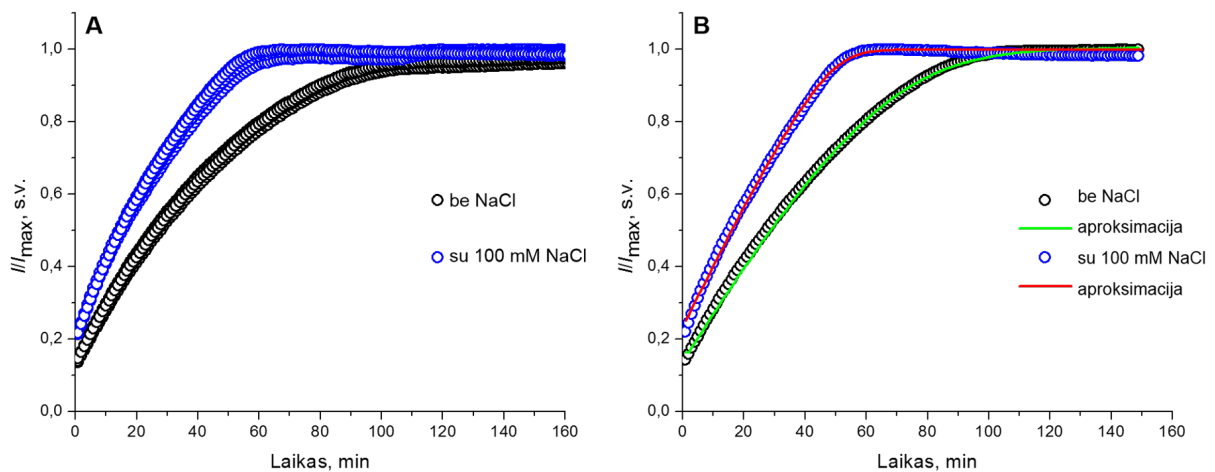 A
1,0
0,8
0,6
0,4
0,2
0,0
I/Imax, s.v.
be NaCl
su 100 mM NaCl
0 20 40 60 80 100 120 140 160
Laikas, min
B
1,0
0,8
0,6
0,4
0,2
0,0
I/Imax, s.v.
be NaCl
aproksimacija
su 100 mM NaCl
aproksimacija
0 20 40 60 80 100 120 140 160
Laikas, min